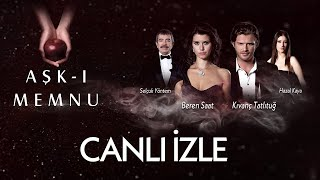 AŞK-I
MEMNU
Selçuk Yöntem
Beren Saat
Kıvanç Tatlıtuğ
Hazal Kaya
CANLI İZLE